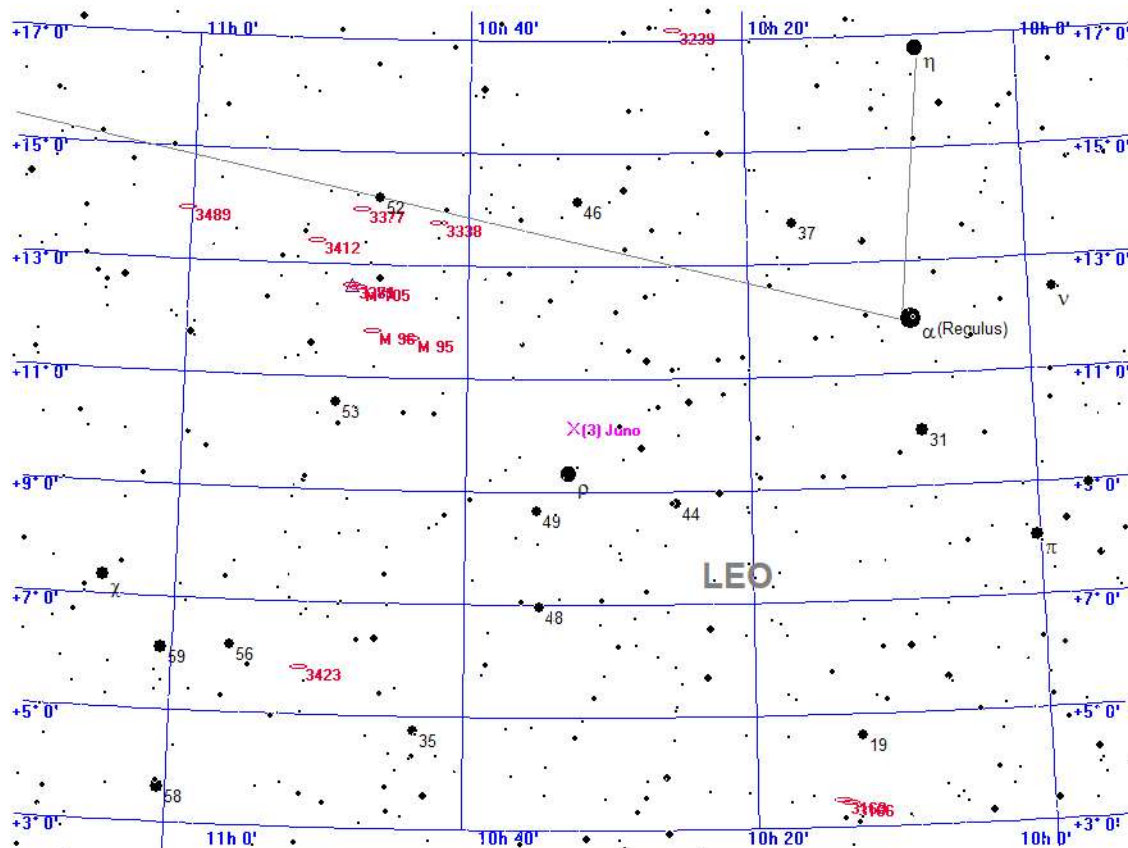 +17° 0' 11h 0' 10h 40' 10h 20' 10h 0' +17° 0'
3239
η
+15° 0' +15° 0'
52 46
3489 3377 3338 37
3412
+13° 0' +13° 0'
M 105
ν
α (Regulus)
M 96 M 95
+11° 0' +11° 0'
53
(3) Juno 31
+9° 0' +9° 0'
ρ
49 44
π
LEO
χ
+7° 0' +7° 0'
48
59 56
3423
+5° 0' +5° 0'
35 19
58
3166
+3° 0' 11h 0' 10h 40' 10h 20' 10h 0' +3° 0'